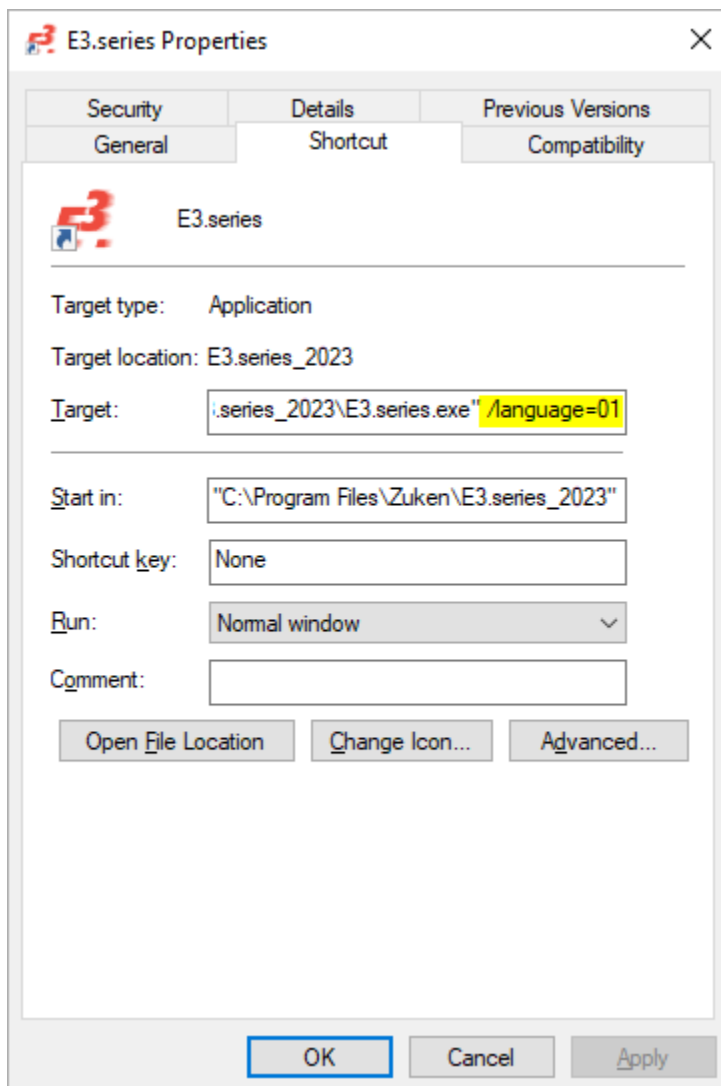 E3.series Properties
Security Details Previous Versions
General Shortcut Compatibility
E3.series
Target type: Application
Target location: E3.series_2023
Target: .series_2023\E3.series.exe" /language=01
Start in: "C:\Program Files\Zuken\E3.series_2023"
Shortcut key: None
Run: Normal window
Comment:
Open File Location Change Icon... Advanced...
OK Cancel Apply